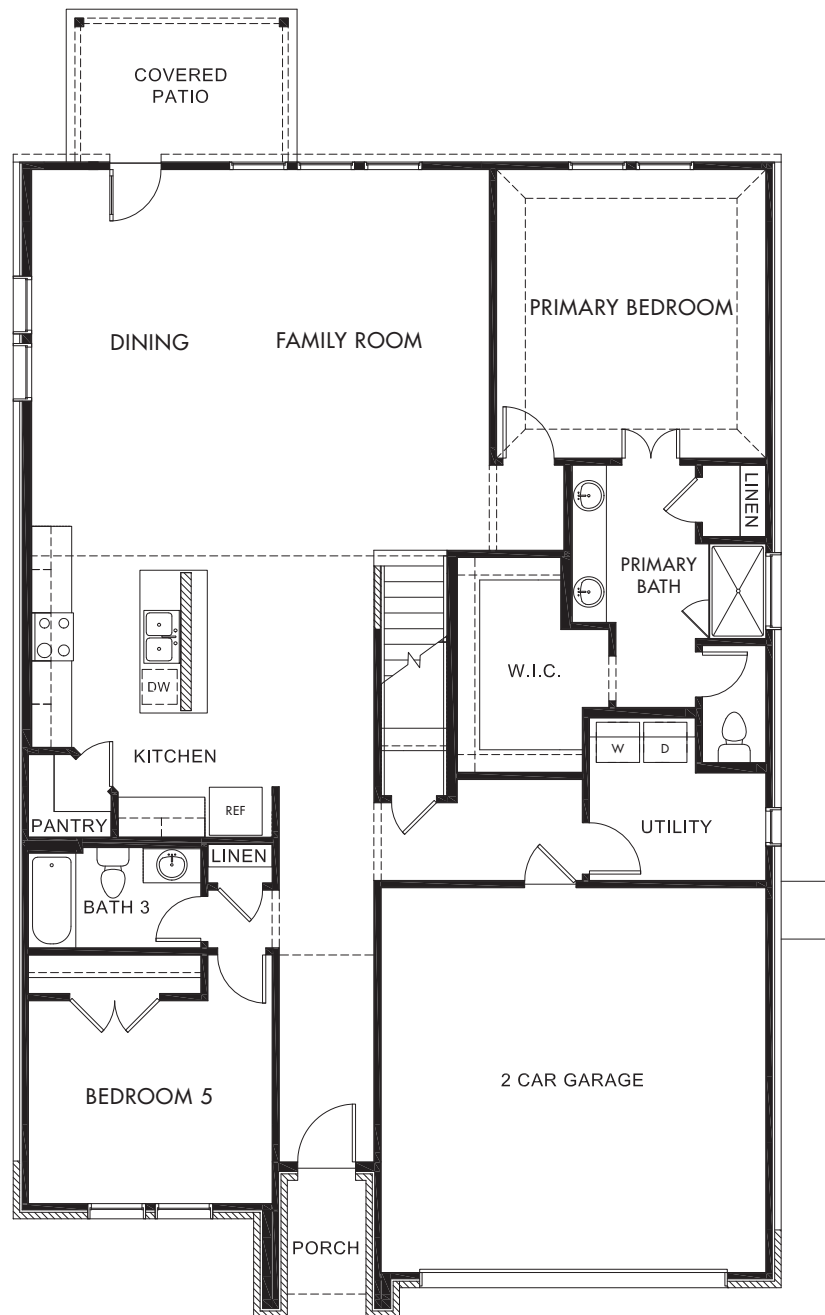 COVERED
PATIO
PRIMARY BEDROOM
DINING
FAMILY ROOM
LINEN
PRIMARY
BATH
W.I.C.
DW
KITCHEN
W
D
REF
PANTRY
UTILITY
LINEN
BATH 3
2 CAR GARAGE
BEDROOM 5
PORCH